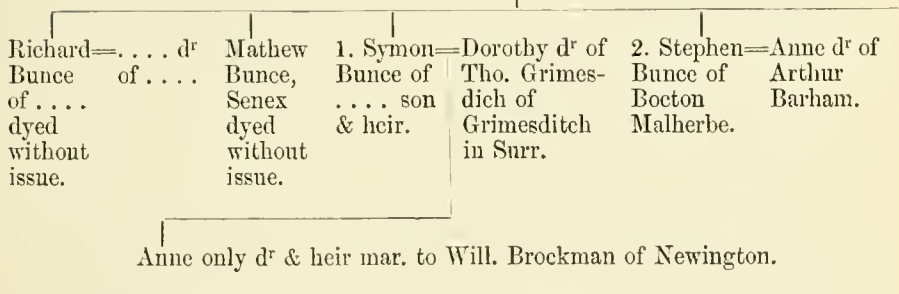 Richard=. . . . dʳ
Bunce of . . . .
of . . . .
dyed
without
issue.
Mathew
Bunce,
Senex
dyed
without
issue.
1. Symon=Dorothy dʳ of
Bunce of Tho. Grimes-
. . . . son dich of
& heir. Grimesditch
in Surr.
2. Stephen=Anne dʳ of
Bunce of Arthur
Bocton Barham.
Malherbe.
Anne only dʳ & heir mar. to Will. Brockman of Newington.